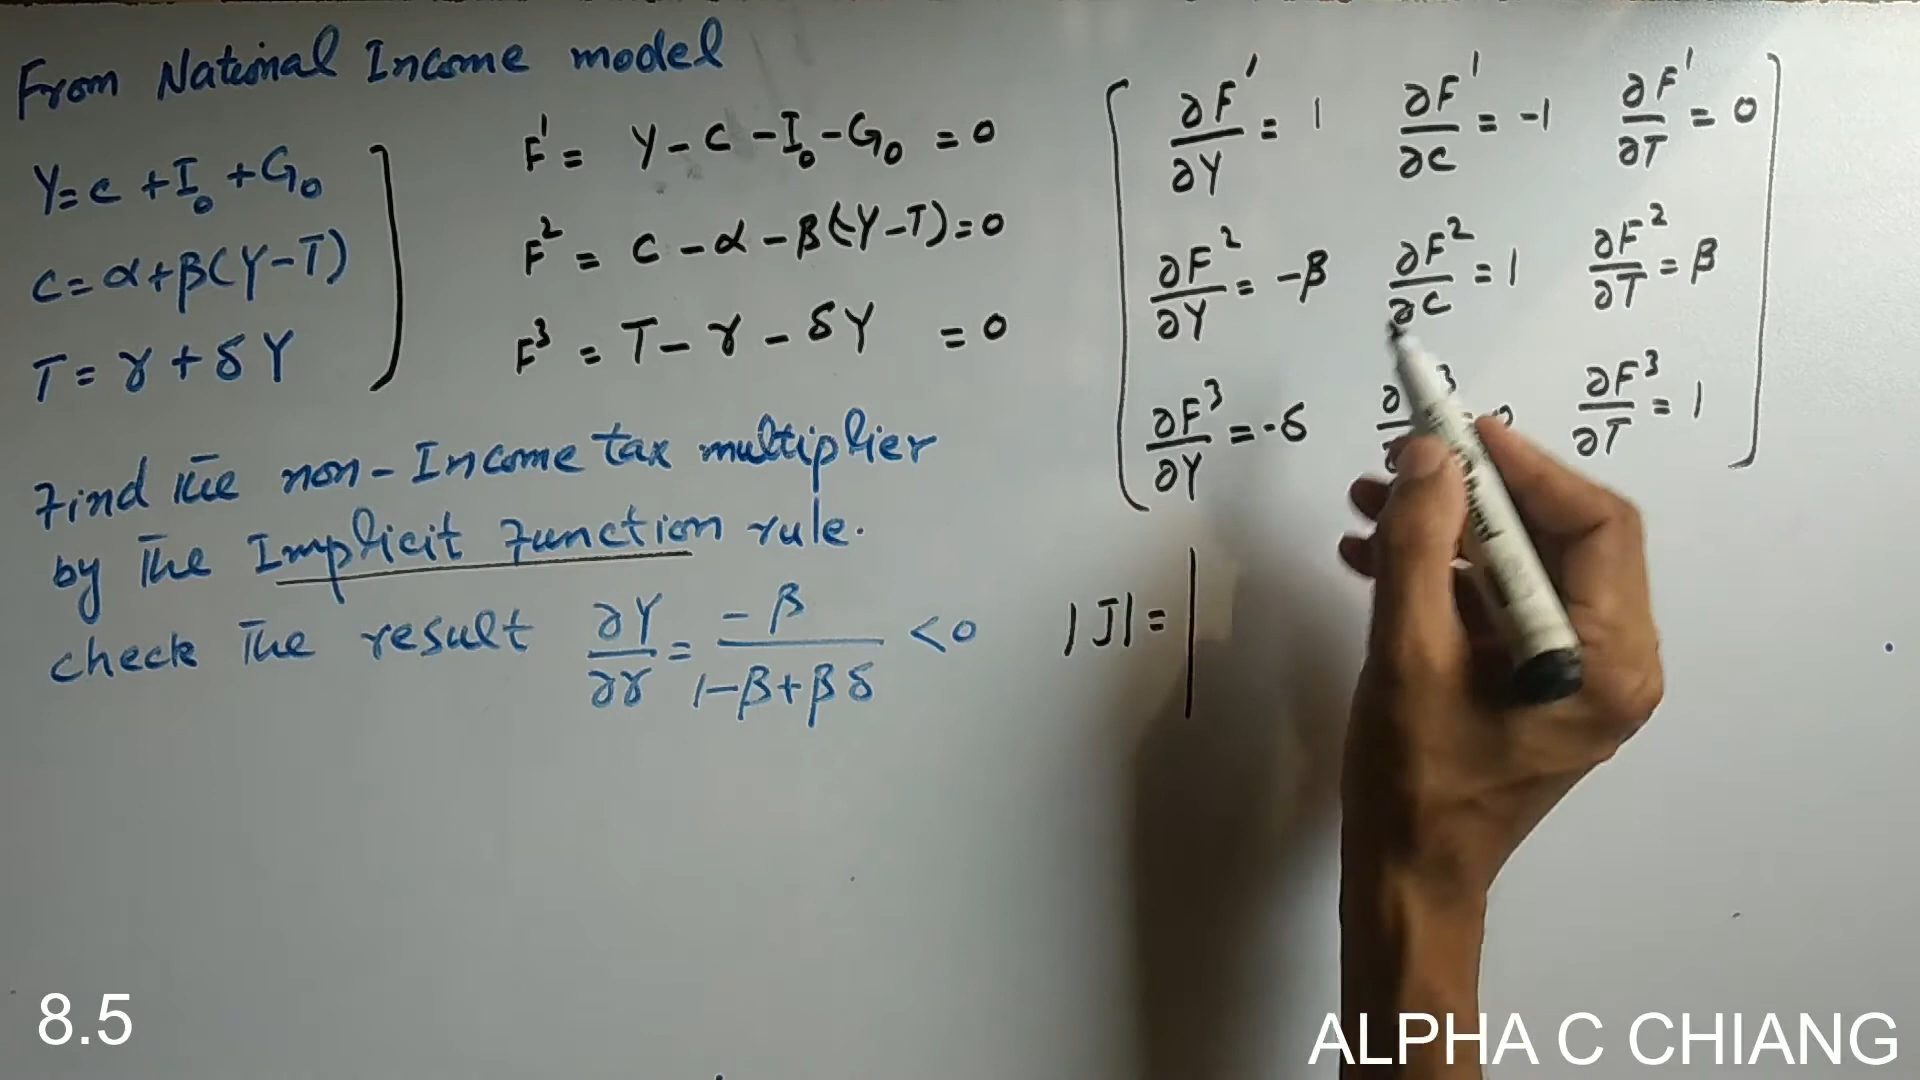 From National Income model
Y=C+I₀+G₀
C=α+β(Y-T)
T=γ+δY
F¹= Y-C-I₀-G₀ =0
F² = C-α-β(Y-T)=0
F³ = T-γ-δY =0
Find the non-Income tax multiplier
by The Implicit Function rule.
check The result ∂Y/∂γ = -β/(1-β+βδ) <0
∂F¹/∂Y = 1 ∂F¹/∂C = -1 ∂F¹/∂T = 0
∂F²/∂Y = -β ∂F²/∂C = 1 ∂F²/∂T = β
∂F³/∂Y = -δ ∂F³/∂T = 1
|J|= |
8.5
ALPHA C CHIANG